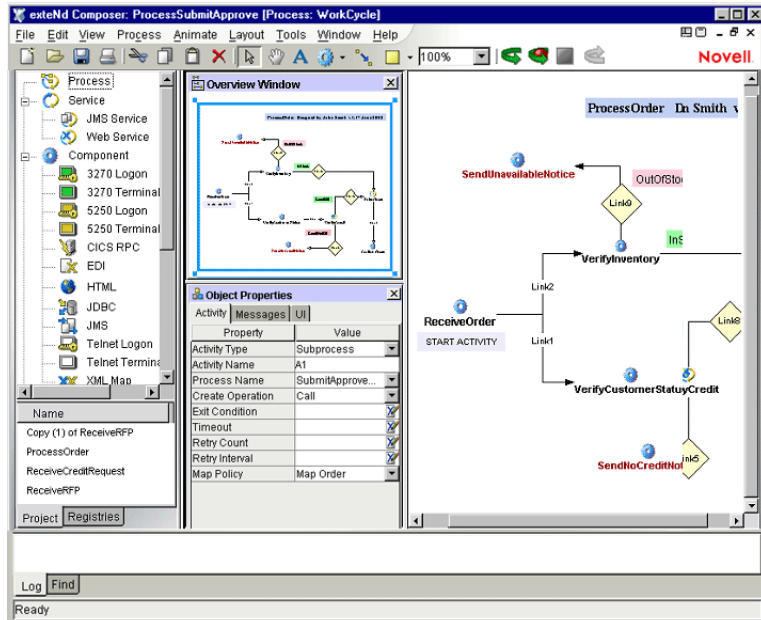 exteNd Composer: ProcessSubmitApprove [Process: WorkCycle]
File Edit View Process Animate Layout Tools Window Help
100%
Novell.
Process
Service
JMS Service
Web Service
Component
3270 Logon
3270 Terminal
5250 Logon
5250 Terminal
CICS RPC
EDI
HTML
JDBC
JMS
Telnet Logon
Telnet Termina
XML Map
Name
Copy (1) of ReceiveRFP
ProcessOrder
ReceiveCreditRequest
ReceiveRFP
Project Registries
Overview Window
Object Properties
Activity Messages UI
Property Value
Activity Type Subprocess
Activity Name A1
Process Name SubmitApprove...
Create Operation Call
Exit Condition
Timeout
Retry Count
Retry Interval
Map Policy Map Order
ProcessOrder Dn Smith v
SendUnavailableNotice
OutOfSto
Link9
InS
VerifyInventory
Link2
ReceiveOrder
START ACTIVITY
Link1
Link8
VerifyCustomerStatuyCredit
SendNoCreditNot
ink5
Log Find
Ready